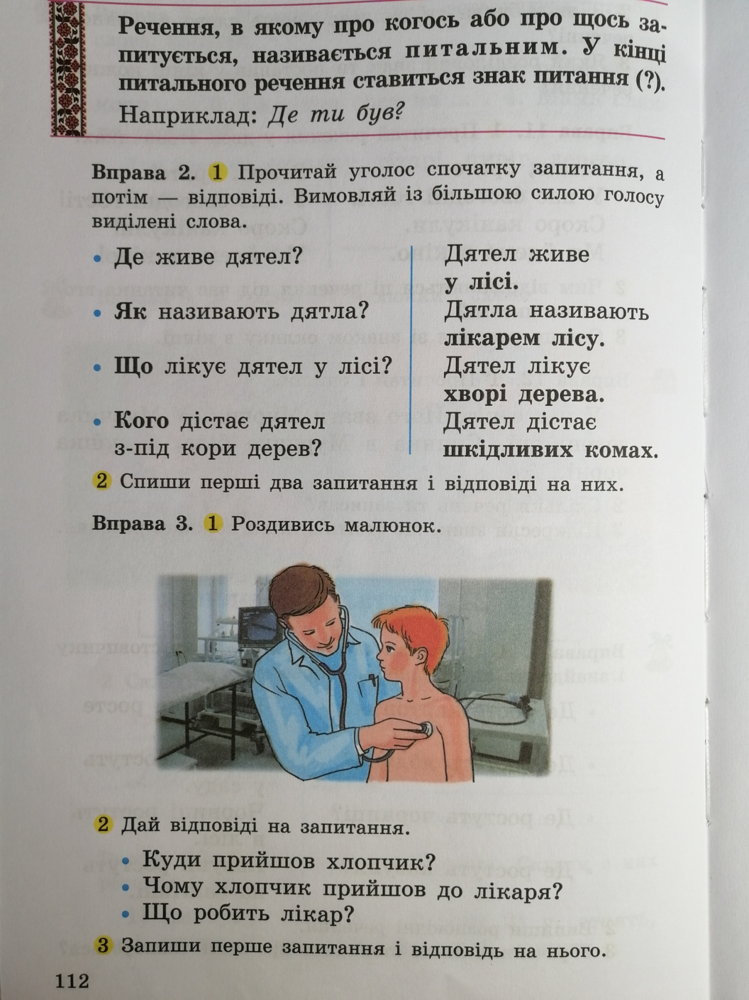 Речення, в якому про когось або про щось за-
питується, називається питальним. У кінці
питального речення ставиться знак питання (?).
Наприклад: Де ти був?
Вправа 2. 1 Прочитай уголос спочатку запитання, а
потім — відповіді. Вимовляй із більшою силою голосу
виділені слова.
• Де живе дятел?
Дятел живе
у лісі.
• Як називають дятла?
Дятла називають
лікарем лісу.
• Що лікує дятел у лісі?
Дятел лікує
хворі дерева.
• Кого дістає дятел
з-під кори дерев?
Дятел дістає
шкідливих комах.
2 Спиши перші два запитання і відповіді на них.
Вправа 3. 1 Роздивись малюнок.
2 Дай відповіді на запитання.
• Куди прийшов хлопчик?
• Чому хлопчик прийшов до лікаря?
• Що робить лікар?
3 Запиши перше запитання і відповідь на нього.
112